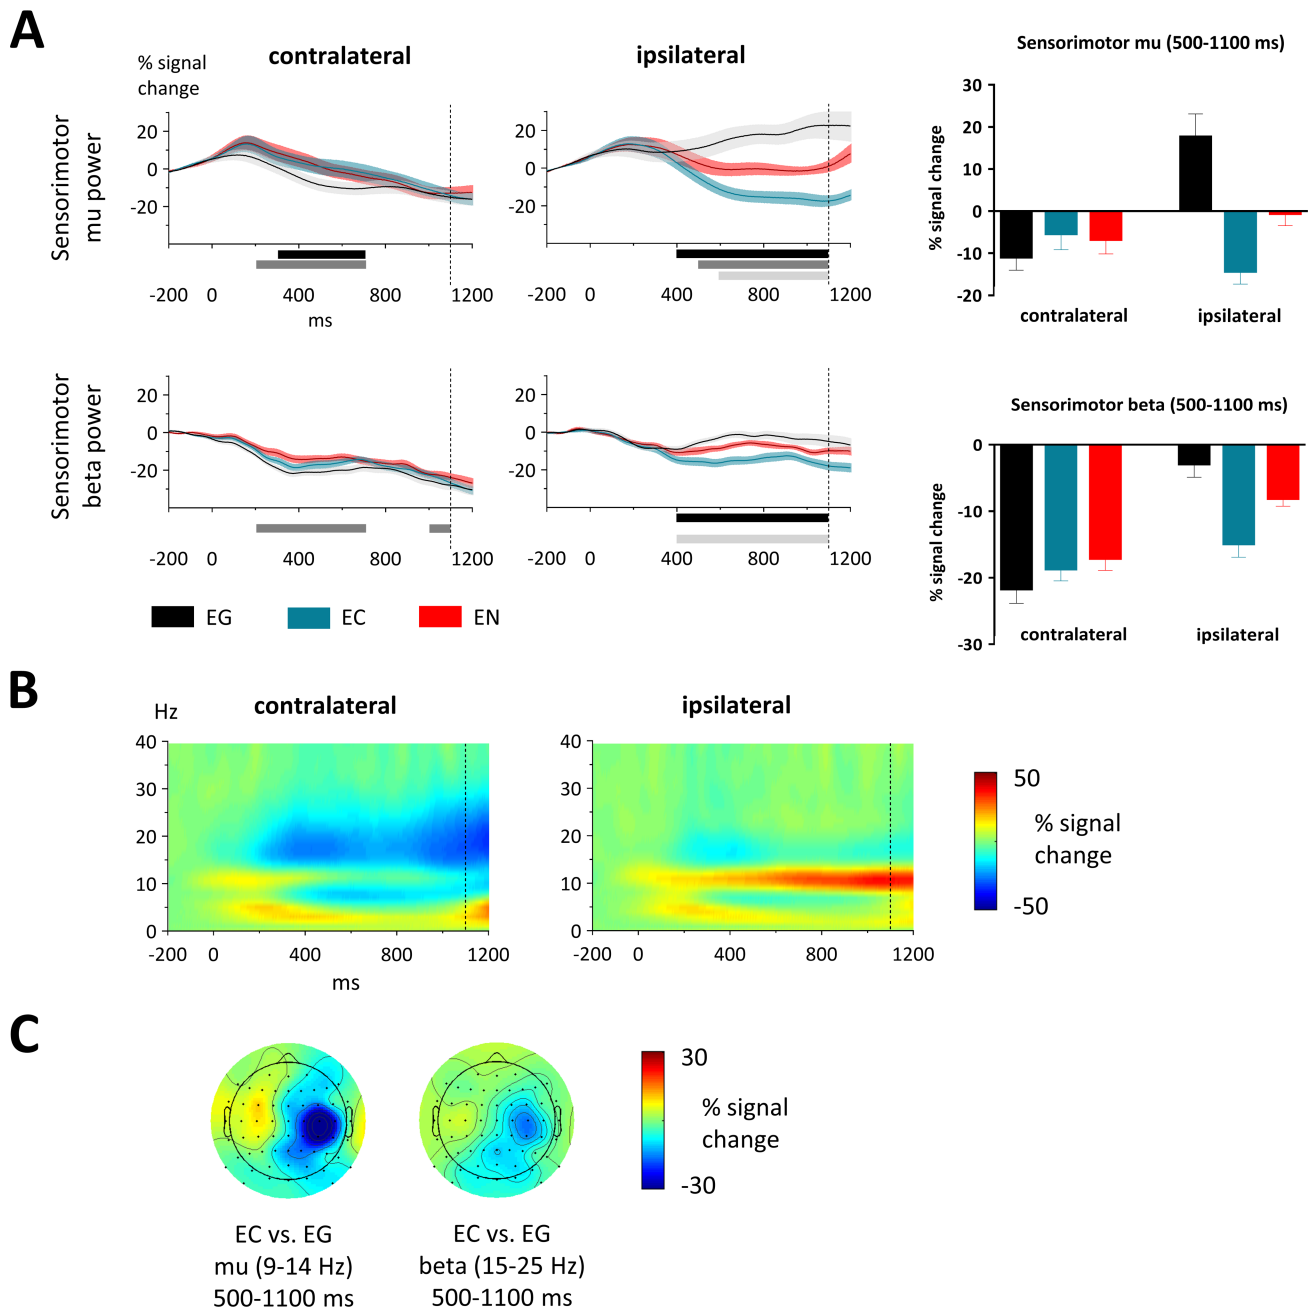 A
contralateral
ipsilateral
Sensorimotor mu (500-1100 ms)
% signal
change
Sensorimotor
mu power
20
0
-20
-200 0 400 800 1200
ms
20
0
-20
-200 0 400 800 1200
% signal change
30
20
10
0
-10
-20
contralateral ipsilateral
Sensorimotor
beta power
20
0
-20
-200 0 400 800 1200
20
0
-20
-200 0 400 800 1200
Sensorimotor beta (500-1100 ms)
% signal change
0
-10
-20
-30
contralateral ipsilateral
EG EC EN
B
Hz
contralateral
ipsilateral
40
30
20
10
0
-200 0 400 800 1200
ms
40
30
20
10
0
-200 0 400 800 1200
50
% signal
change
-50
C
30
% signal
change
-30
EC vs. EG
mu (9-14 Hz)
500-1100 ms
EC vs. EG
beta (15-25 Hz)
500-1100 ms